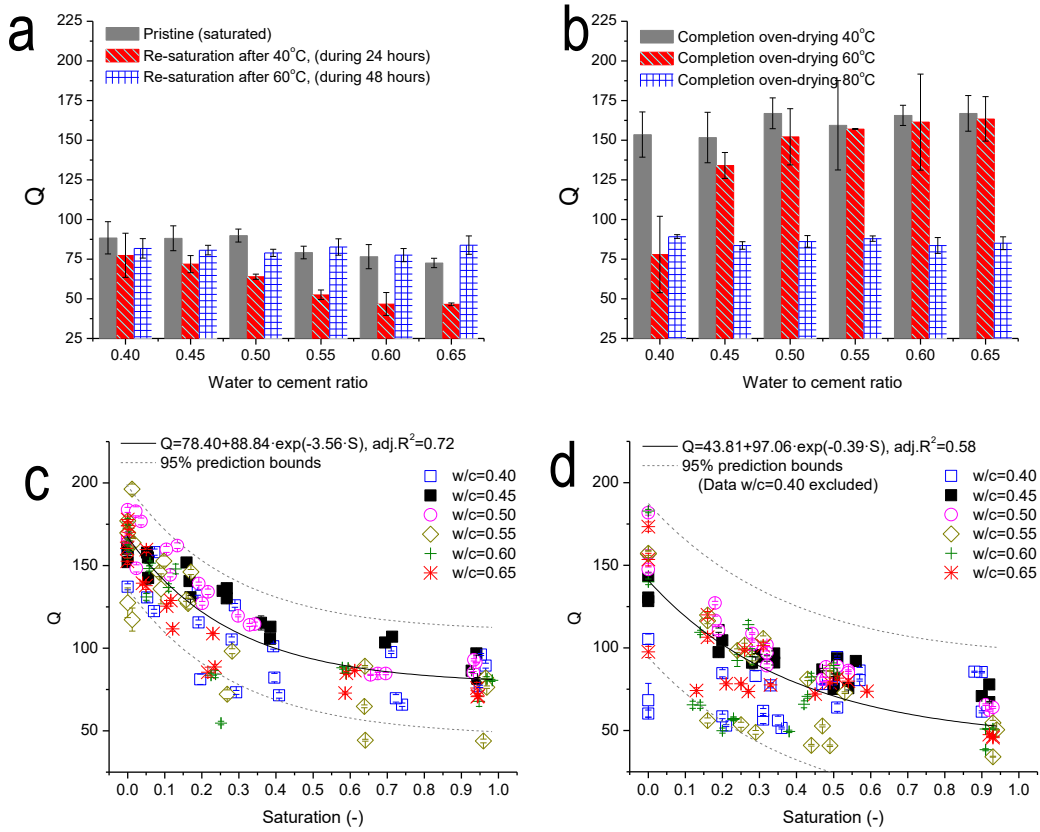 a
Pristine (saturated)
Re-saturation after 40°C, (during 24 hours)
Re-saturation after 60°C, (during 48 hours)
225
200
175
150
125
100
75
50
25
Q
0.40 0.45 0.50 0.55 0.60 0.65
Water to cement ratio
b
Completion oven-drying 40°C
Completion oven-drying 60°C
Completion oven-drying 80°C
225
200
175
150
125
100
75
50
25
Q
0.40 0.45 0.50 0.55 0.60 0.65
Water to cement ratio
c
Q=78.40+88.84·exp(-3.56·S), adj.R²=0.72
95% prediction bounds
w/c=0.40
w/c=0.45
w/c=0.50
w/c=0.55
w/c=0.60
w/c=0.65
200
150
100
50
Q
0.0 0.1 0.2 0.3 0.4 0.5 0.6 0.7 0.8 0.9 1.0
Saturation (-)
d
Q=43.81+97.06·exp(-0.39·S), adj.R²=0.58
95% prediction bounds
(Data w/c=0.40 excluded)
w/c=0.40
w/c=0.45
w/c=0.50
w/c=0.55
w/c=0.60
w/c=0.65
200
150
100
50
Q
0.0 0.1 0.2 0.3 0.4 0.5 0.6 0.7 0.8 0.9 1.0
Saturation (-)